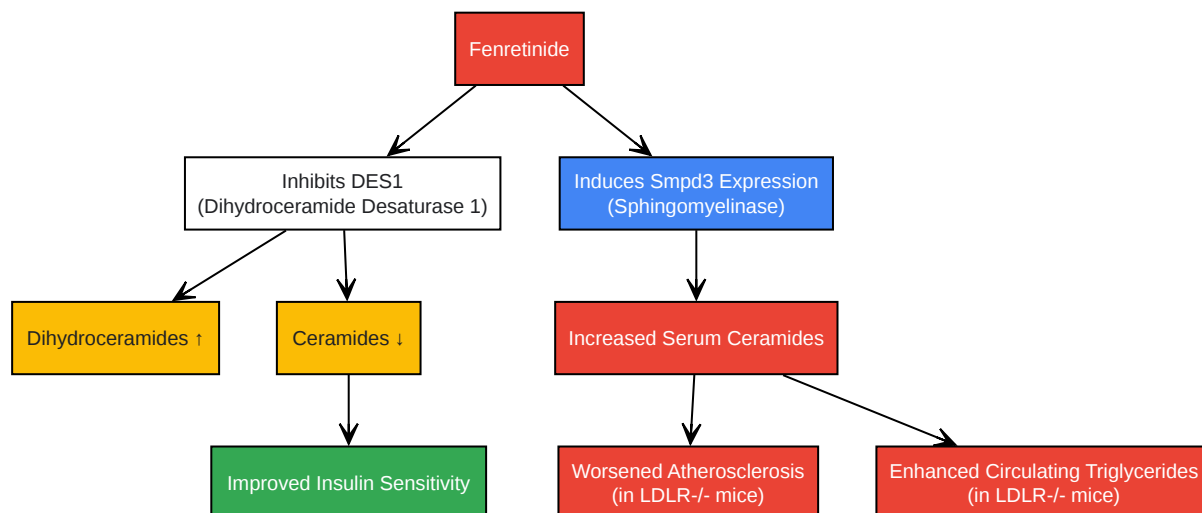 Fenretinide
Inhibits DES1
(Dihydroceramide Desaturase 1)
Induces Smpd3 Expression
(Sphingomyelinase)
Dihydroceramides ↑
Ceramides ↓
Increased Serum Ceramides
Improved Insulin Sensitivity
Worsened Atherosclerosis
(in LDLR-/- mice)
Enhanced Circulating Triglycerides
(in LDLR-/- mice)